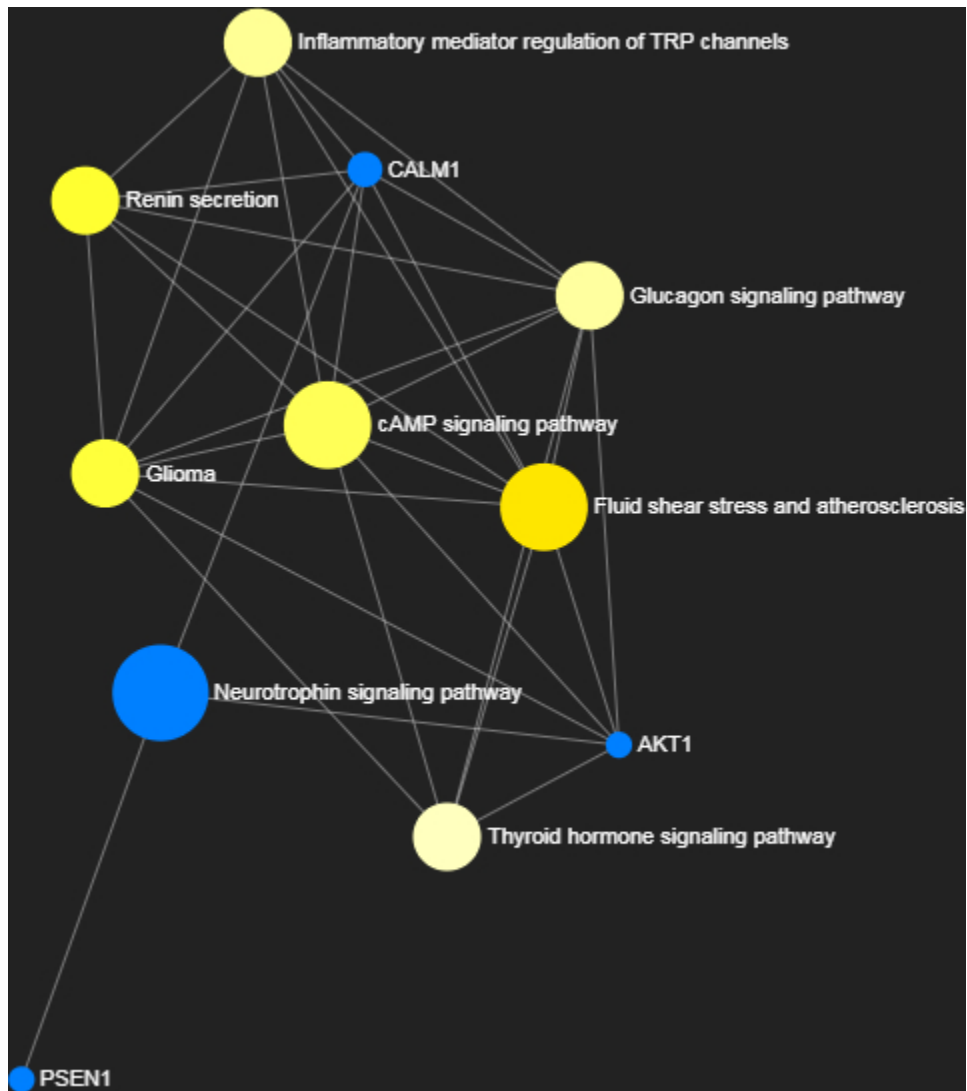 Inflammatory mediator regulation of TRP channels
CALM1
Renin secretion
Glucagon signaling pathway
cAMP signaling pathway
Glioma
Fluid shear stress and atherosclerosis
Neurotrophin signaling pathway
AKT1
Thyroid hormone signaling pathway
PSEN1